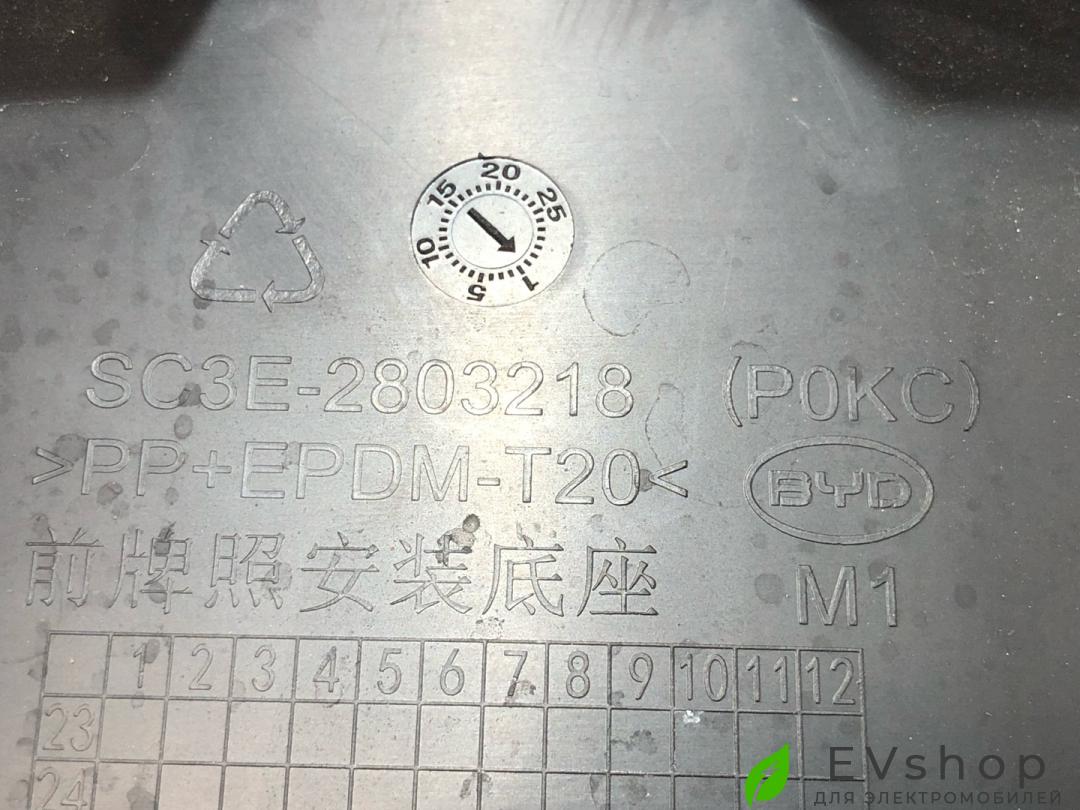 15 20 25
10 5 1
SC3E-2803218 (P0KC)
>PP+EPDM-T20< BYD
前牌照安装底座 M1
1 2 3 4 5 6 7 8 9 10 11 12
23
24
EVshop
ДЛЯ ЭЛЕКТРОМОБИЛЕЙ